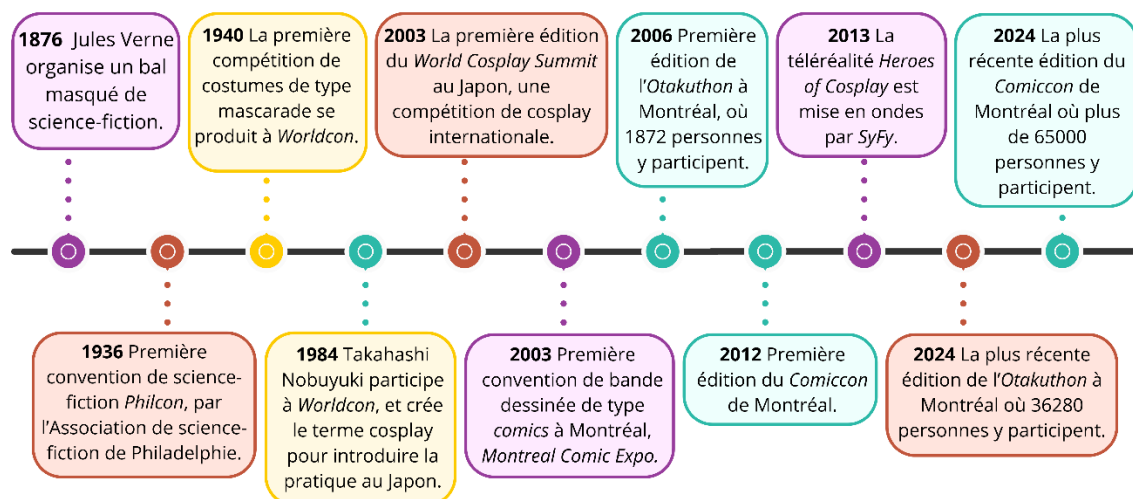 1876 Jules Verne
organise un bal
masqué de
science-fiction.
1940 La première
compétition de
costumes de type
mascarade se
produit à Worldcon.
2003 La première édition
du World Cosplay Summit
au Japon, une
compétition de cosplay
internationale.
2006 Première
édition de
l'Otakuthon à
Montréal, où
1872 personnes
y participent.
2013 La
téléréalité Heroes
of Cosplay est
mise en ondes
par SyFy.
2024 La plus
récente édition du
Comiccon de
Montréal où plus
de 65000
personnes y
participent.
1936 Première
convention de science-
fiction Philcon, par
l'Association de science-
fiction de Philadelphie.
1984 Takahashi
Nobuyuki participe
à Worldcon, et crée
le terme cosplay
pour introduire la
pratique au Japon.
2003 Première
convention de bande
dessinée de type
comics à Montréal,
Montreal Comic Expo.
2012 Première
édition du Comiccon
de Montréal.
2024 La plus récente
édition de l'Otakuthon à
Montréal où 36280
personnes y participent.